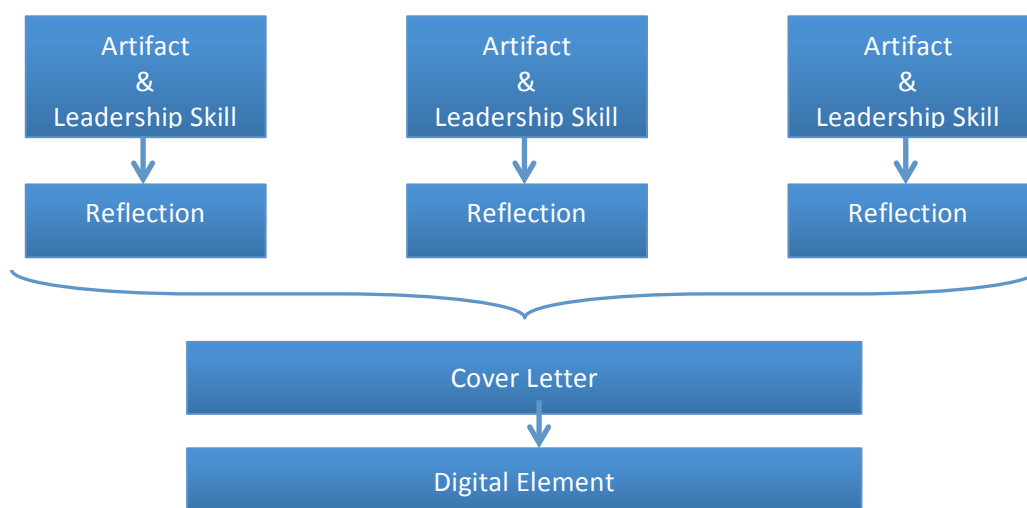 Artifact
&
Leadership Skill
Artifact
&
Leadership Skill
Artifact
&
Leadership Skill
Reflection
Reflection
Reflection
Cover Letter
Digital Element